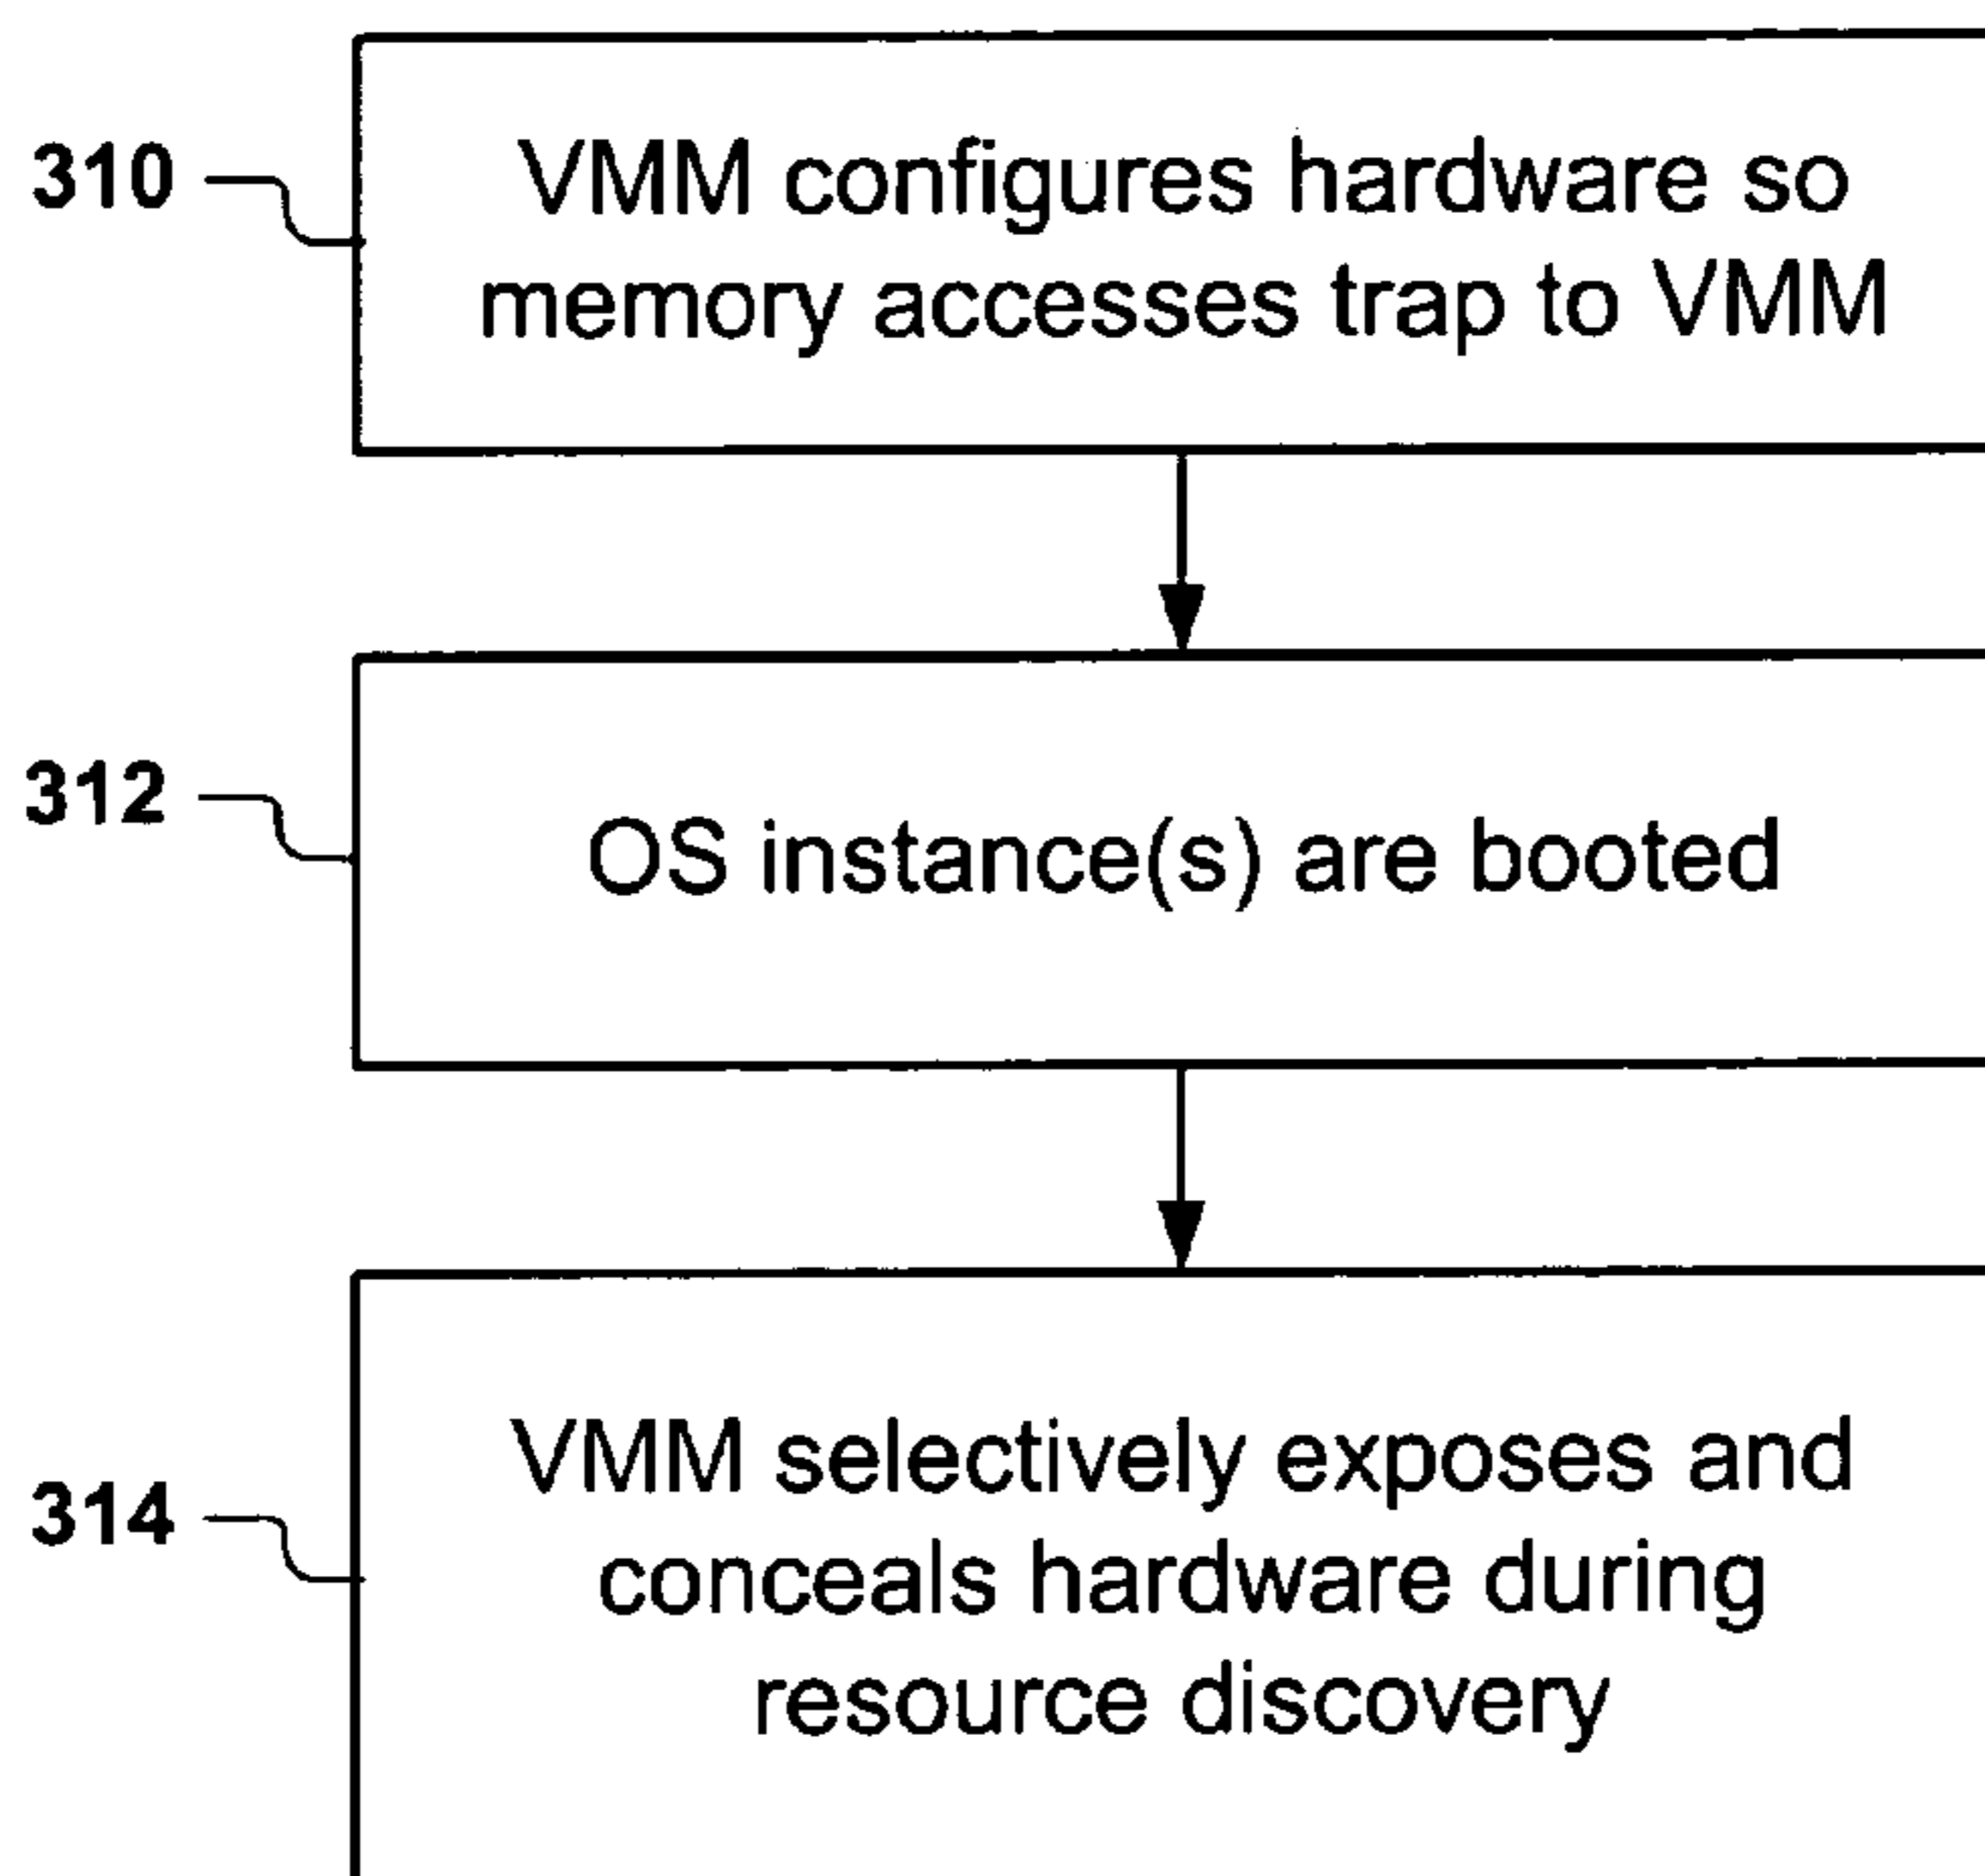 310
VMM configures hardware so
memory accesses trap to VMM
312
OS instance(s) are booted
314
VMM selectively exposes and
conceals hardware during
resource discovery